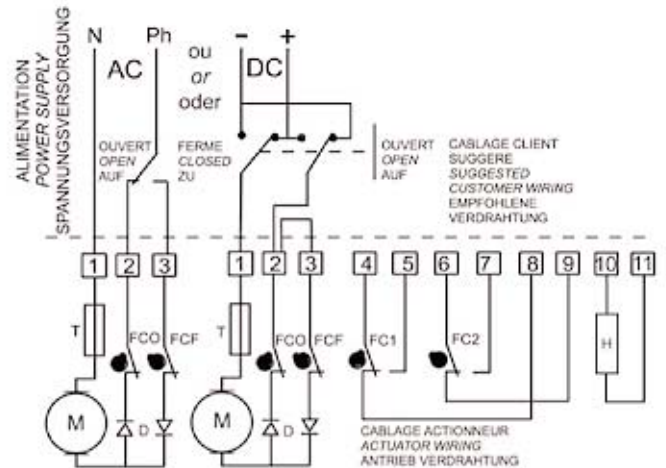 ALIMENTATION
POWER SUPPLY
SPANNUNGSVERSORGUNG
N Ph - +
AC ou DC
or
oder
OUVERT
OPEN
AUF
FERME
CLOSED
ZU
OUVERT
OPEN
AUF
CABLAGE CLIENT
SUGGERE
SUGGESTED
CUSTOMER WIRING
EMPFOHLENE
VERDRAHTUNG
1 2 3 1 2 3 4 5 6 7 8 9 10 11
T FCO FCF T FCO FCF FC1 FC2 H
M D M D
CABLAGE ACTIONNEUR
ACTUATOR WIRING
ANTRIEB VERDRAHTUNG